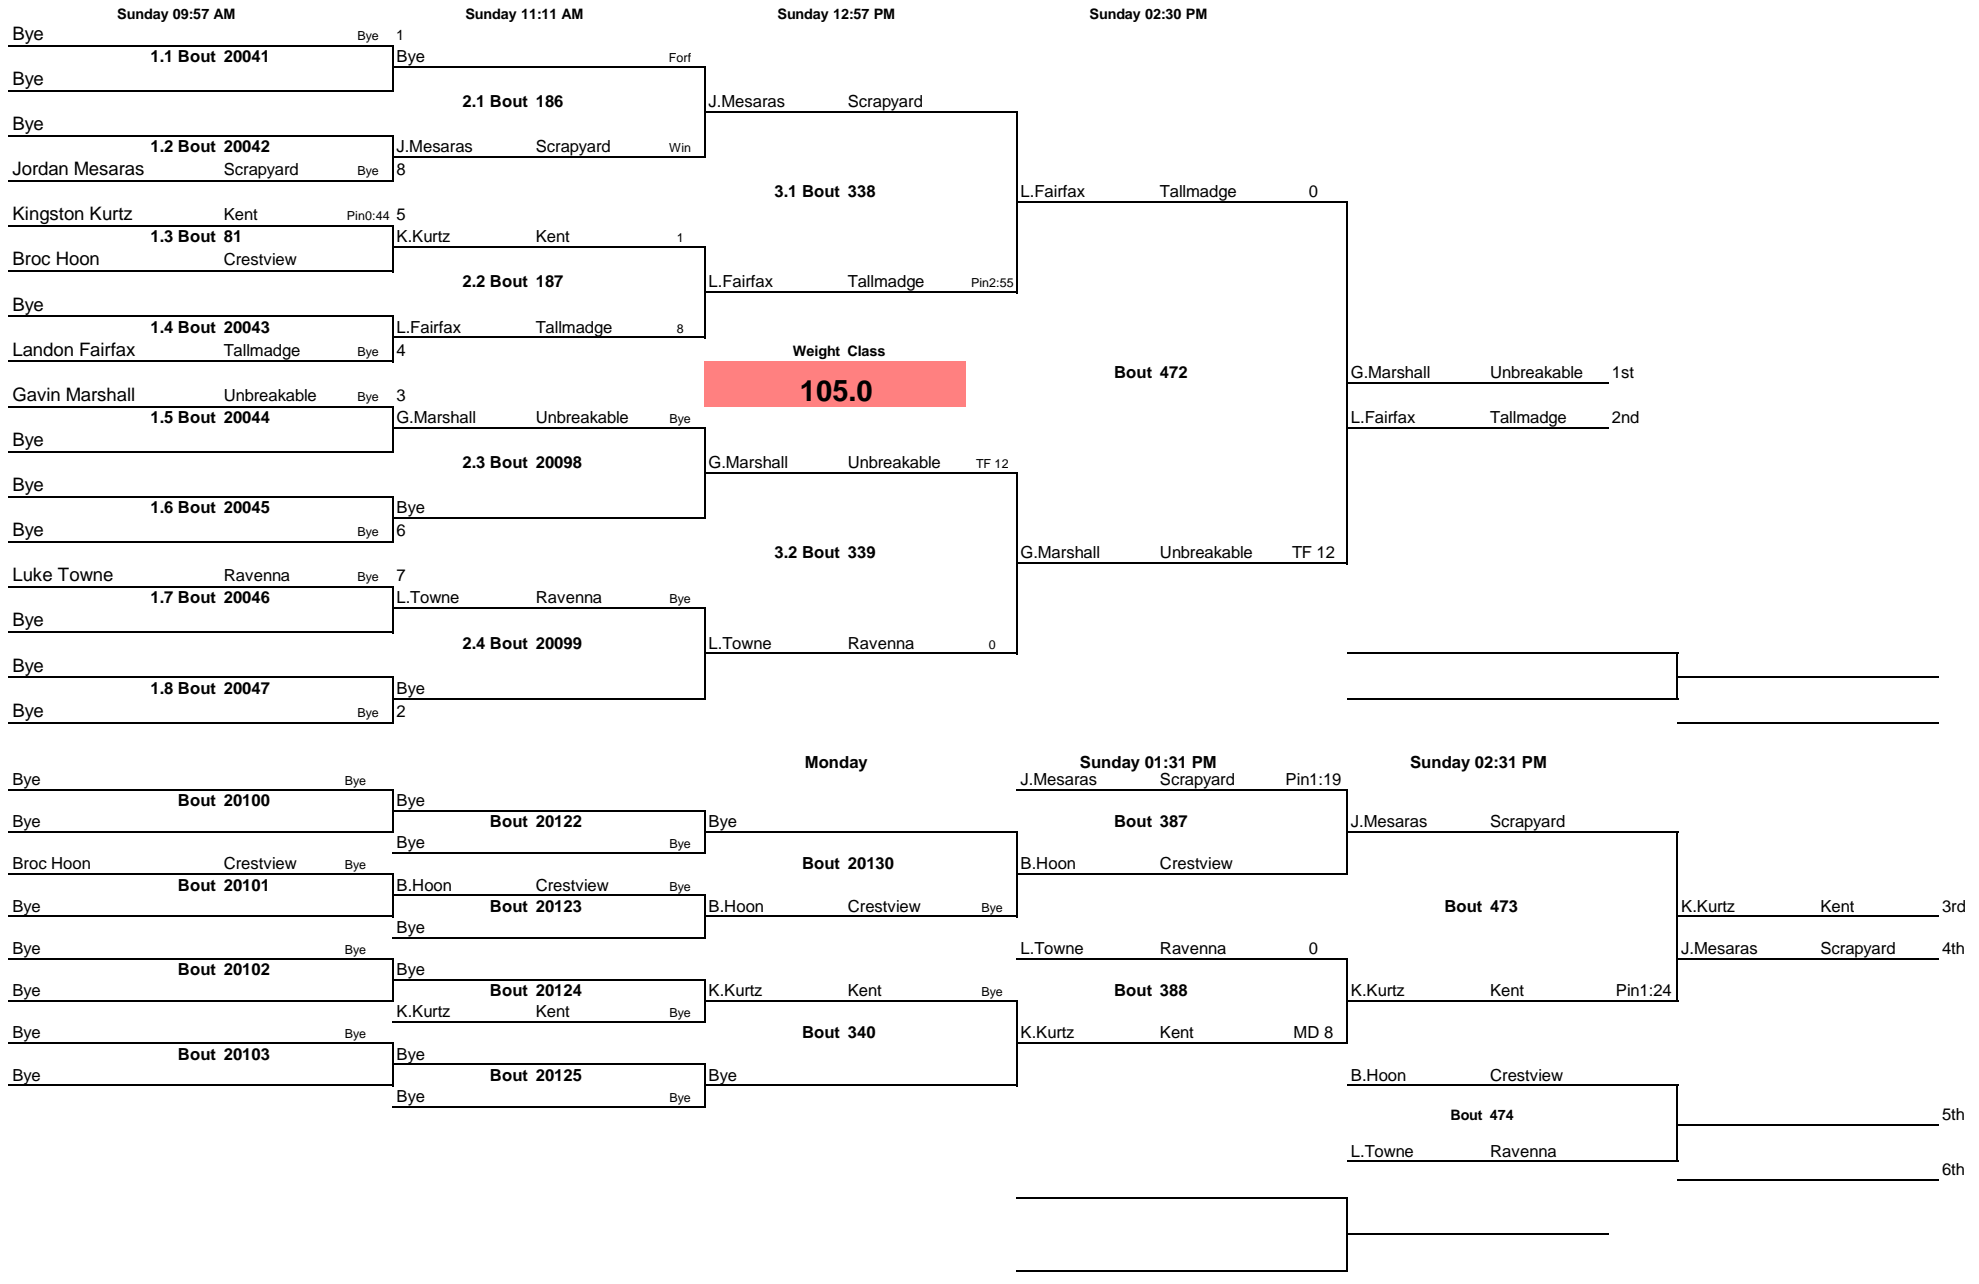 Sunday 09:57 AM Sunday 11:11 AM Sunday 12:57 PM Sunday 02:30 PM
Bye Bye 1
1.1 Bout 20041 Bye Forf
Bye
2.1 Bout 186 J.Mesaras Scrapyard
Bye
1.2 Bout 20042 J.Mesaras Scrapyard Win
Jordan Mesaras Scrapyard Bye 8
3.1 Bout 338 L.Fairfax Tallmadge 0
Kingston Kurtz Kent Pin0:44 5
1.3 Bout 81 K.Kurtz Kent 1
Broc Hoon Crestview
2.2 Bout 187 L.Fairfax Tallmadge Pin2:55
Bye
1.4 Bout 20043 L.Fairfax Tallmadge 8
Landon Fairfax Tallmadge Bye 4 Weight Class
Bout 472 G.Marshall Unbreakable 1st
Gavin Marshall Unbreakable Bye 3 105.0
1.5 Bout 20044 G.Marshall Unbreakable Bye L.Fairfax Tallmadge 2nd
Bye
2.3 Bout 20098 G.Marshall Unbreakable TF 12
Bye
1.6 Bout 20045 Bye
Bye Bye 6
3.2 Bout 339 G.Marshall Unbreakable TF 12
Luke Towne Ravenna Bye 7
1.7 Bout 20046 L.Towne Ravenna Bye
Bye
2.4 Bout 20099 L.Towne Ravenna 0
Bye
1.8 Bout 20047 Bye
Bye Bye 2
Monday Sunday 01:31 PM Sunday 02:31 PM
Bye Bye J.Mesaras Scrapyard Pin1:19
Bout 20100 Bye
Bye Bout 20122 Bye Bout 387 J.Mesaras Scrapyard
Bye Bye
Broc Hoon Crestview Bye Bout 20130 B.Hoon Crestview
Bout 20101 B.Hoon Crestview Bye
Bye Bout 20123 B.Hoon Crestview Bye Bout 473 K.Kurtz Kent 3rd
Bye
Bye Bye L.Towne Ravenna 0 J.Mesaras Scrapyard 4th
Bout 20102 Bye
Bye Bout 20124 K.Kurtz Kent Bye Bout 388 K.Kurtz Kent Pin1:24
K.Kurtz Kent Bye
Bye Bye Bout 340 K.Kurtz Kent MD 8
Bout 20103 Bye
Bye Bout 20125 Bye B.Hoon Crestview
Bye Bye
Bout 474 5th
L.Towne Ravenna
6th